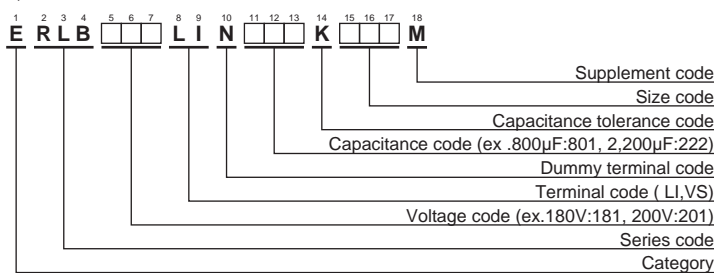 1 2 3 4 5 6 7 8 9 10 11 12 13 14 15 16 17 18
E R L B L I N K M
Supplement code
Size code
Capacitance tolerance code
Capacitance code (ex .800μF:801, 2,200μF:222)
Dummy terminal code
Terminal code ( LI,VS)
Voltage code (ex.180V:181, 200V:201)
Series code
Category